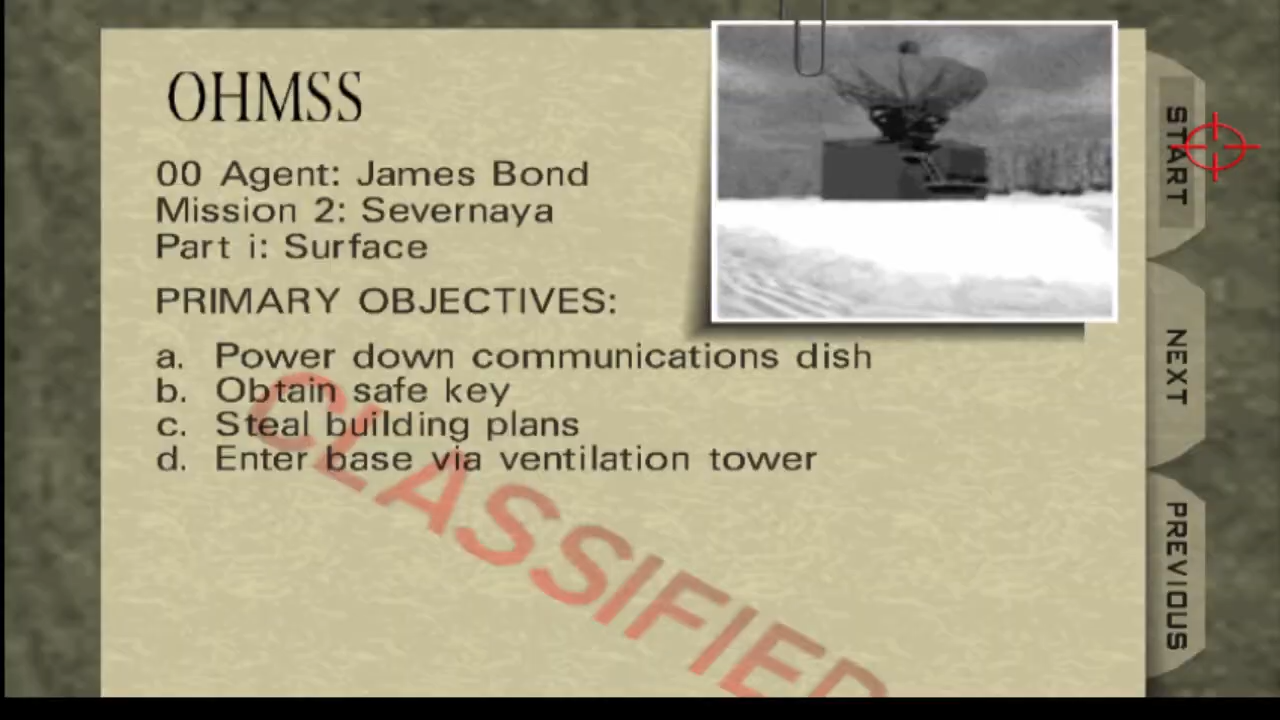 OHMSS
00 Agent: James Bond
Mission 2: Severnaya
Part i: Surface
PRIMARY OBJECTIVES:
a. Power down communications dish
b. Obtain safe key
c. Steal building plans
d. Enter base via ventilation tower
CLASSIFIED
START
NEXT
PREVIOUS